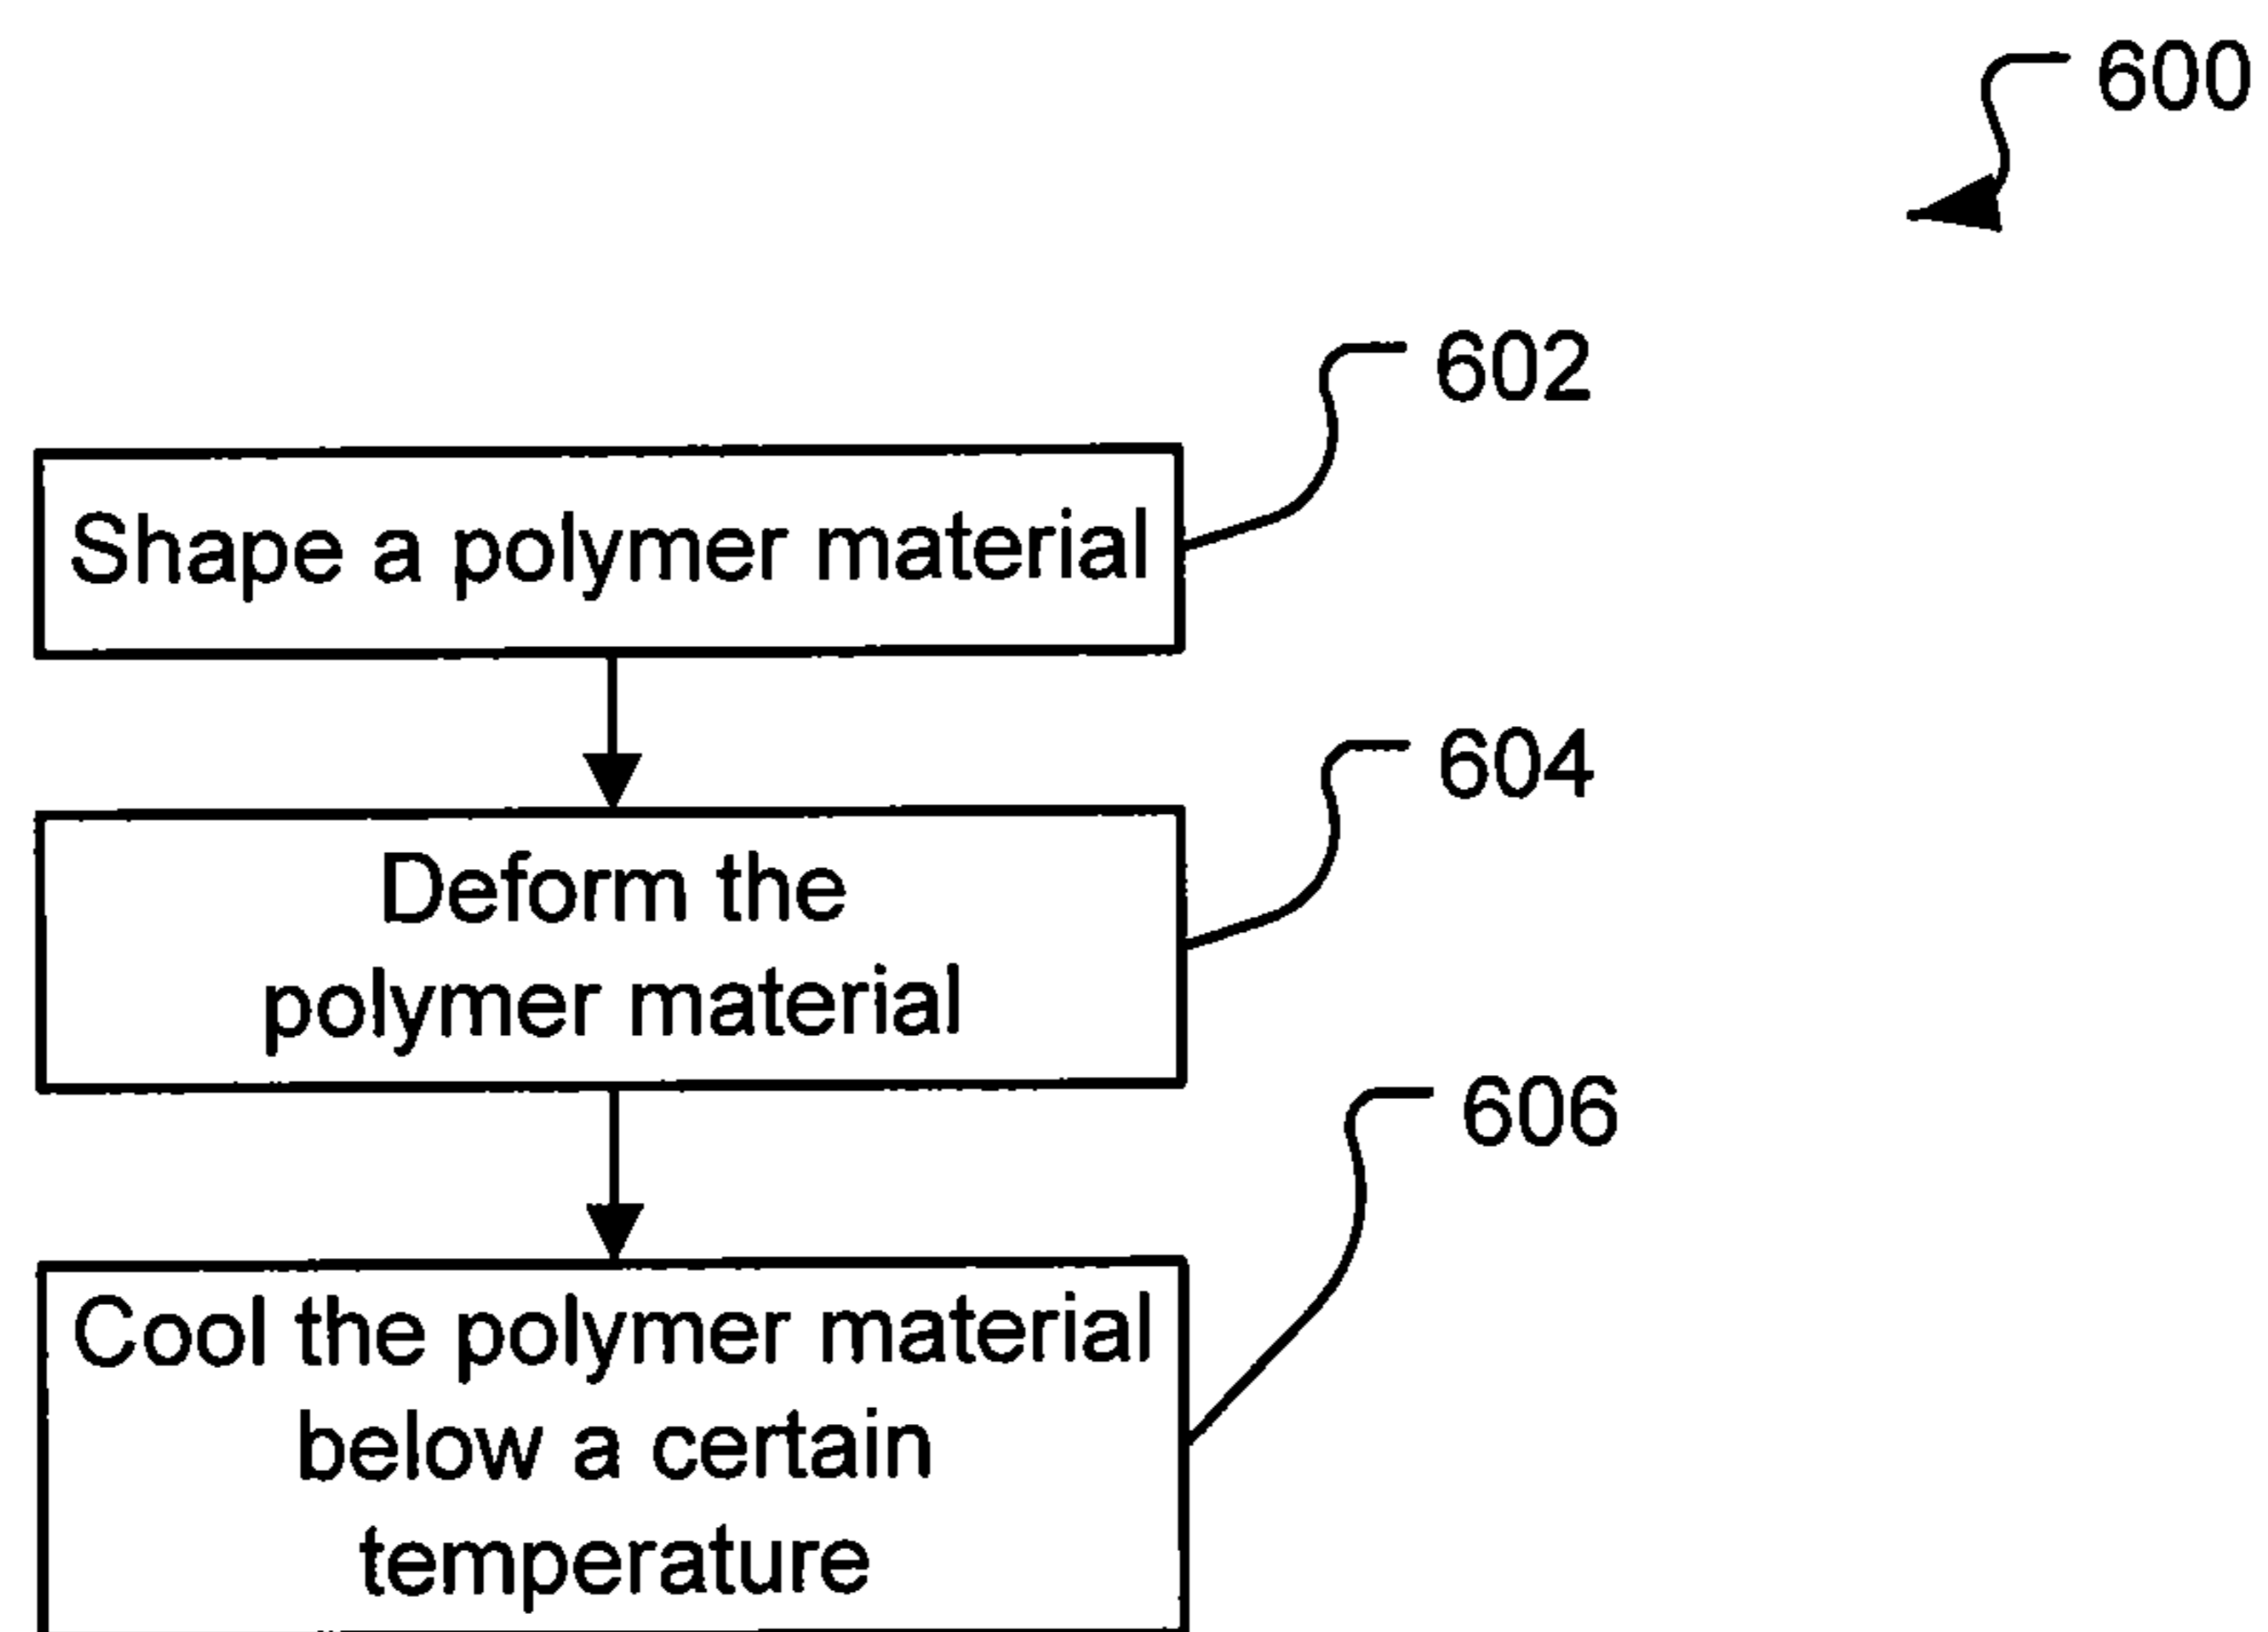 600
602
Shape a polymer material
604
Deform the
polymer material
606
Cool the polymer material
below a certain
temperature